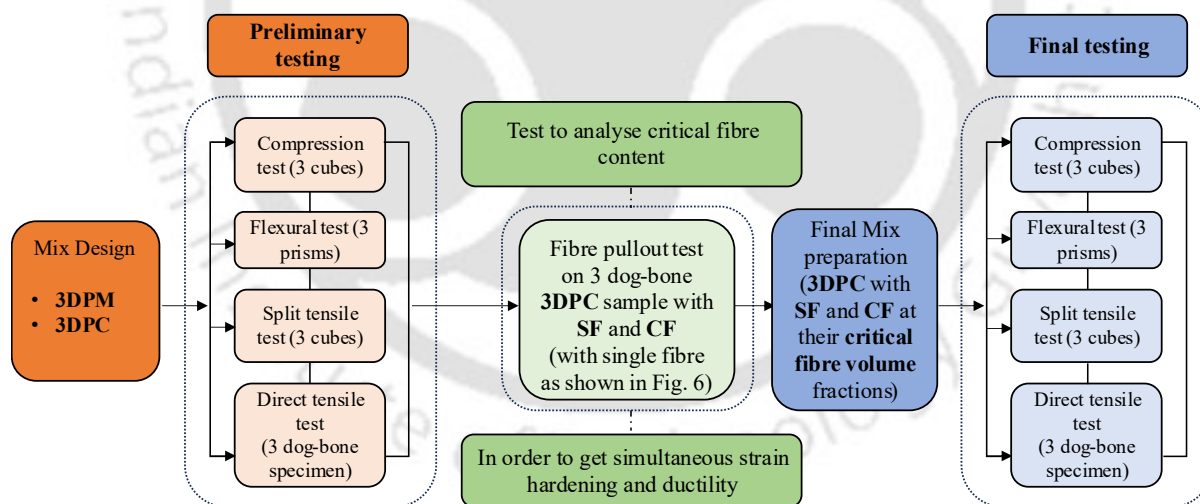 Preliminary
testing
Final testing
Test to analyse critical fibre
content
Mix Design
• 3DPM
• 3DPC
Compression
test (3 cubes)
Flexural test (3
prisms)
Split tensile
test (3 cubes)
Direct tensile
test
(3 dog-bone
specimen)
Fibre pullout test
on 3 dog-bone
3DPC sample with
SF and CF
(with single fibre
as shown in Fig. 6)
In order to get simultaneous strain
hardening and ductility
Final Mix
preparation
(3DPC with
SF and CF at
their critical
fibre volume
fractions)
Compression
test (3 cubes)
Flexural test (3
prisms)
Split tensile
test (3 cubes)
Direct tensile
test
(3 dog-bone
specimen)